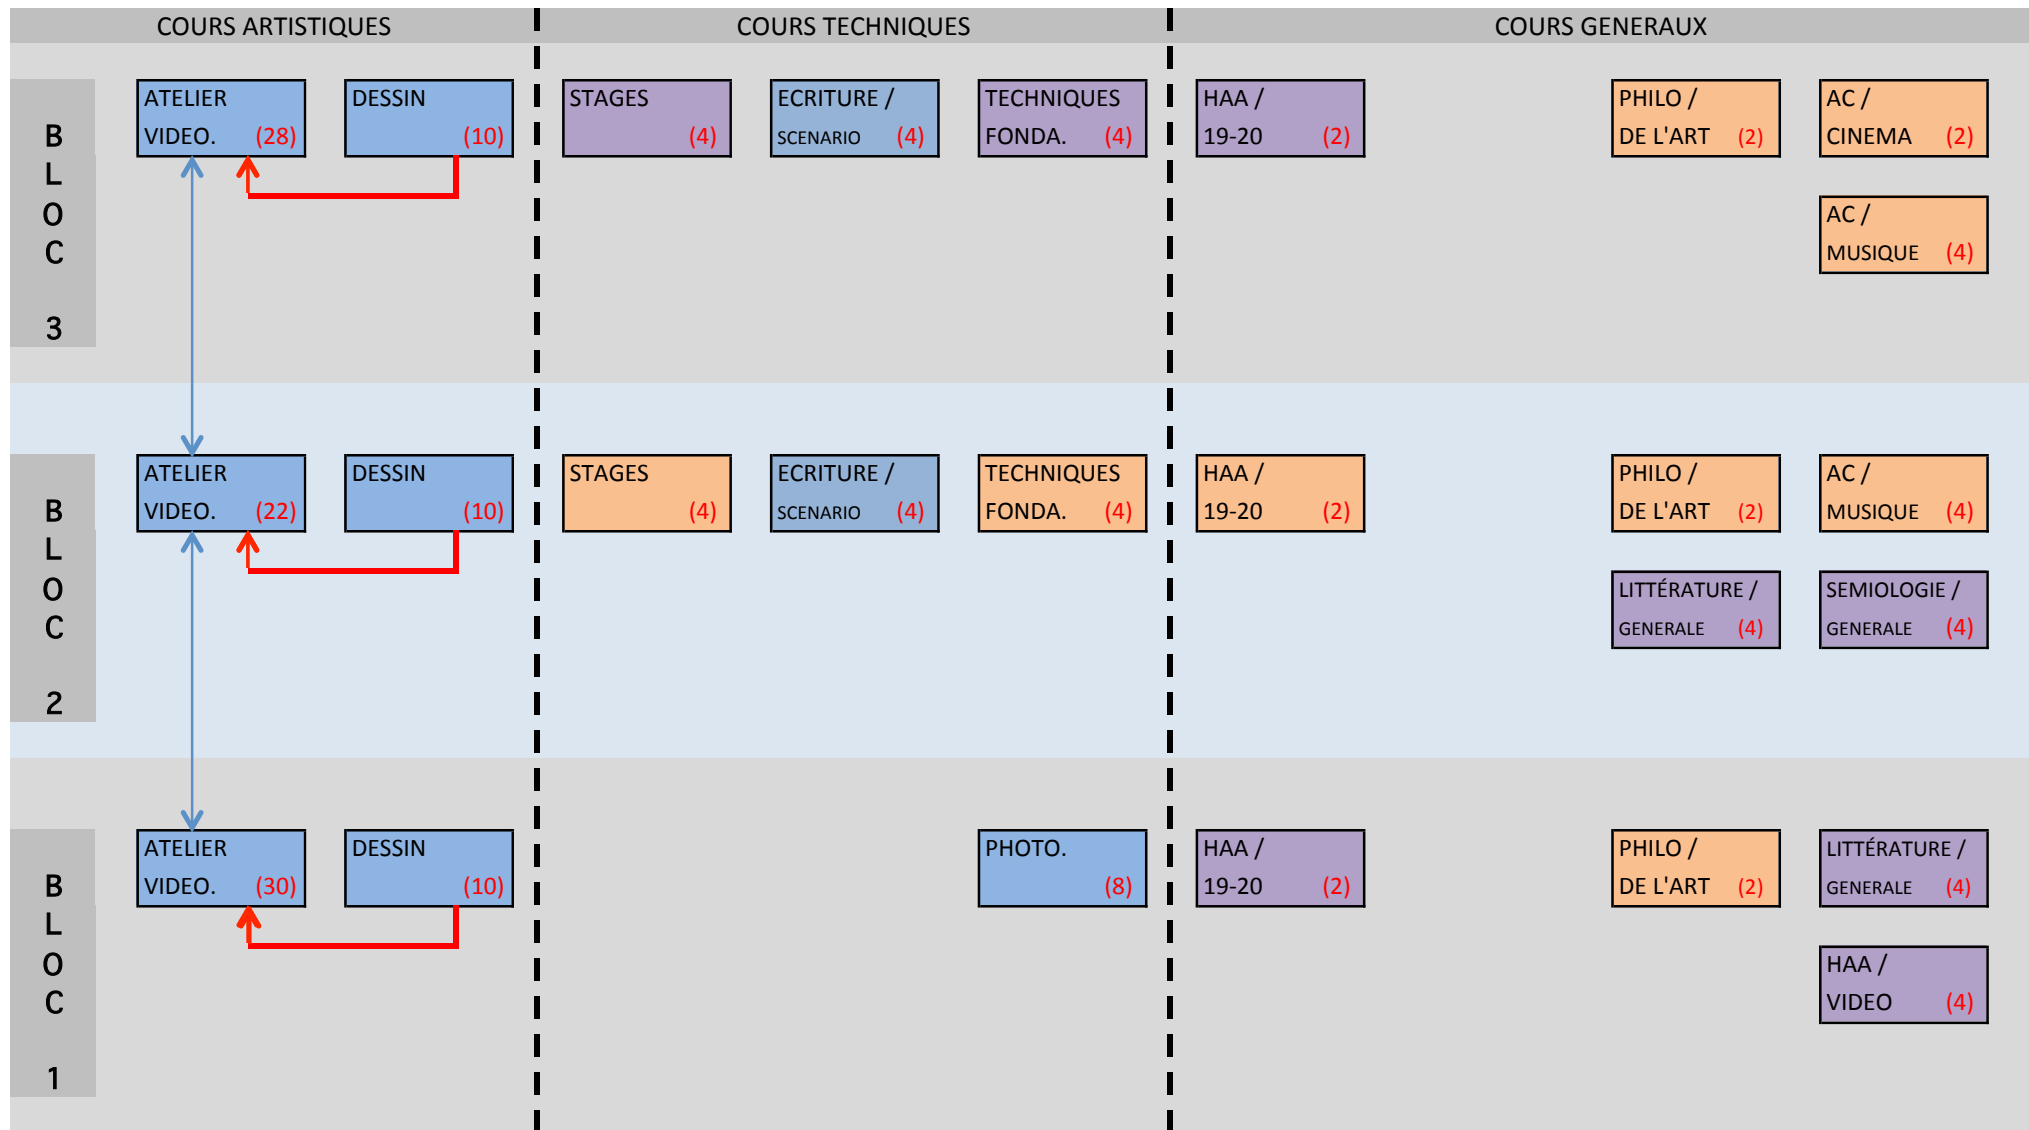 COURS ARTISTIQUES COURS TECHNIQUES COURS GENERAUX
B
L
O
C
3
ATELIER
VIDEO. (28)
DESSIN
(10)
STAGES
(4)
ECRITURE /
SCENARIO (4)
TECHNIQUES
FONDA. (4)
HAA /
19-20 (2)
PHILO /
DE L'ART (2)
AC /
CINEMA (2)
AC /
MUSIQUE (4)
B
L
O
C
2
ATELIER
VIDEO. (22)
DESSIN
(10)
STAGES
(4)
ECRITURE /
SCENARIO (4)
TECHNIQUES
FONDA. (4)
HAA /
19-20 (2)
PHILO /
DE L'ART (2)
AC /
MUSIQUE (4)
LITTÉRATURE /
GENERALE (4)
SEMIOLOGIE /
GENERALE (4)
B
L
O
C
1
ATELIER
VIDEO. (30)
DESSIN
(10)
PHOTO.
(8)
HAA /
19-20 (2)
PHILO /
DE L'ART (2)
LITTÉRATURE /
GENERALE (4)
HAA /
VIDEO (4)